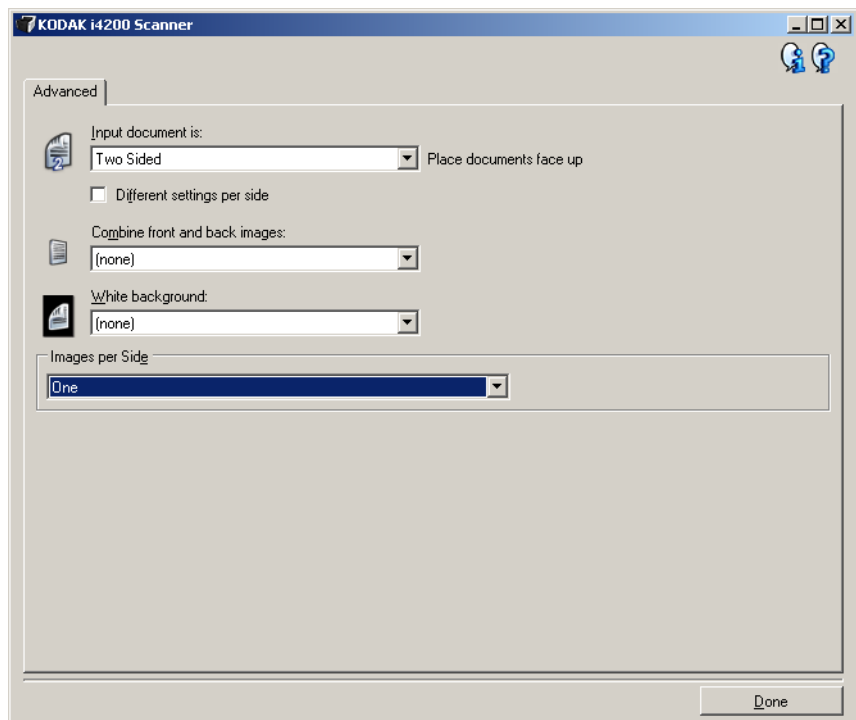 KODAK i4200 Scanner
Advanced
Input document is:
Two Sided
Place documents face up
Different settings per side
Combine front and back images:
(none)
White background:
(none)
Images per Side
One
Done